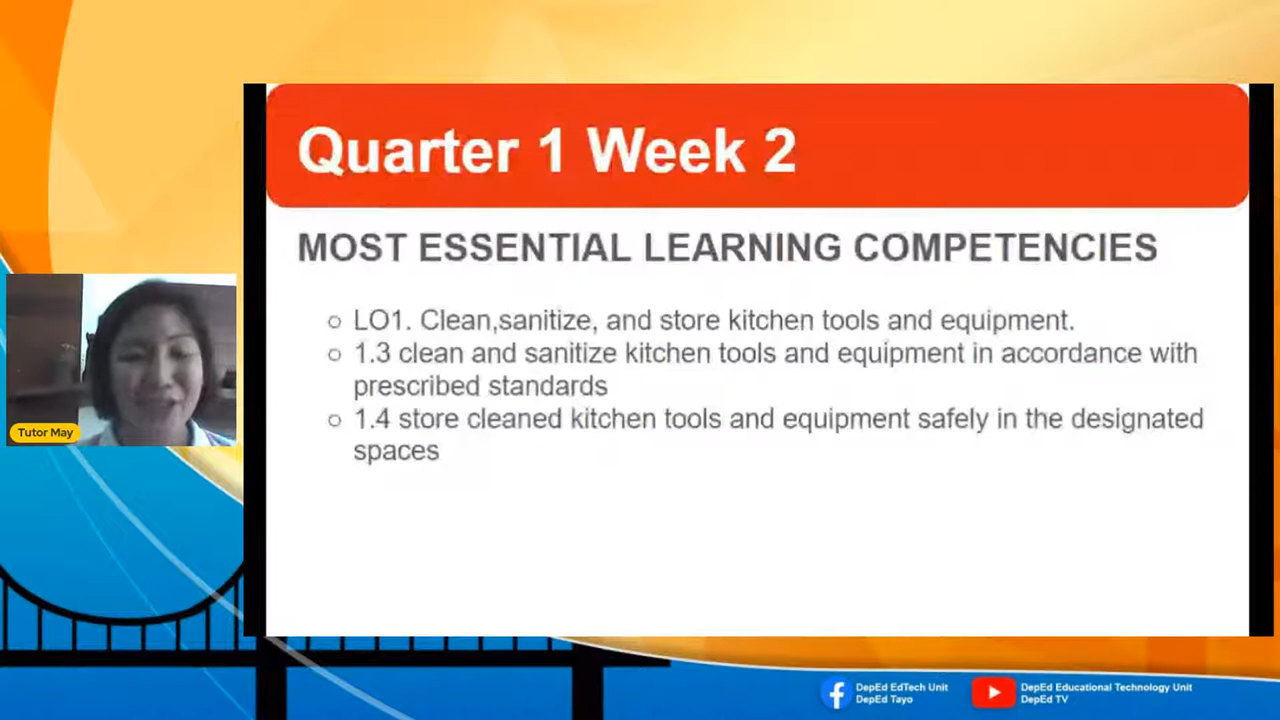 Quarter 1 Week 2
MOST ESSENTIAL LEARNING COMPETENCIES
LO1. Clean,sanitize, and store kitchen tools and equipment.
1.3 clean and sanitize kitchen tools and equipment in accordance with
prescribed standards
1.4 store cleaned kitchen tools and equipment safely in the designated
spaces
Tutor May
DepEd EdTech Unit
DepEd Tayo
DepEd Educational Technology Unit
DepEd TV